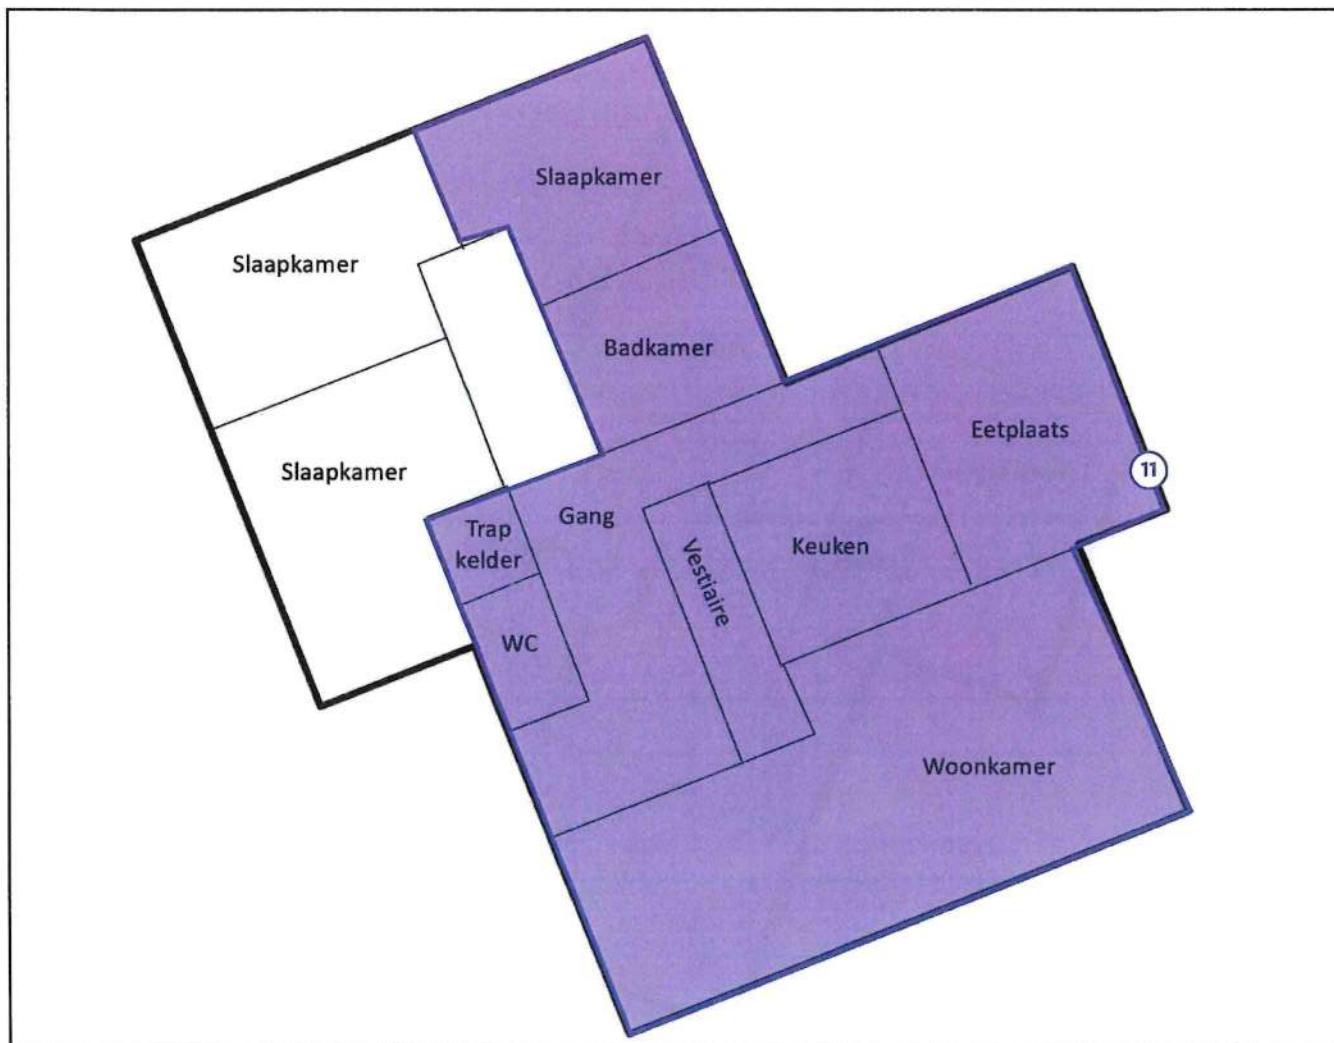 Slaapkamer
Slaapkamer
Badkamer
Eetplaats
11
Slaapkamer
Gang
Trap
kelder
Keuken
Vestiaire
WC
Woonkamer